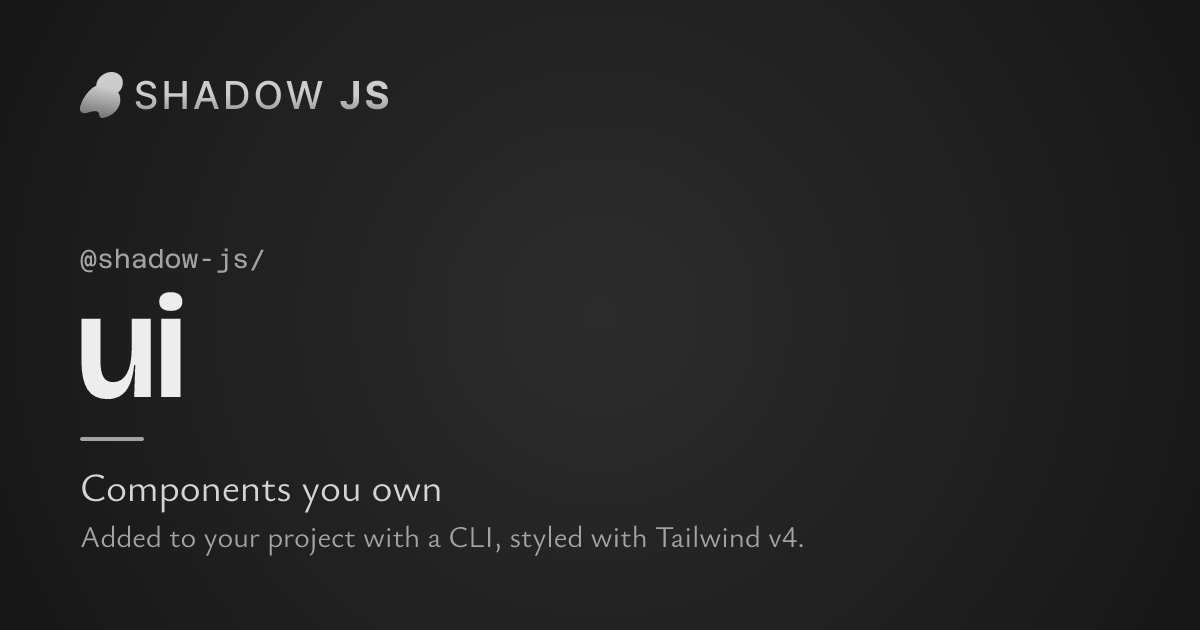 SHADOW JS
@shadow-js/
ui
Components you own
Added to your project with a CLI, styled with Tailwind v4.